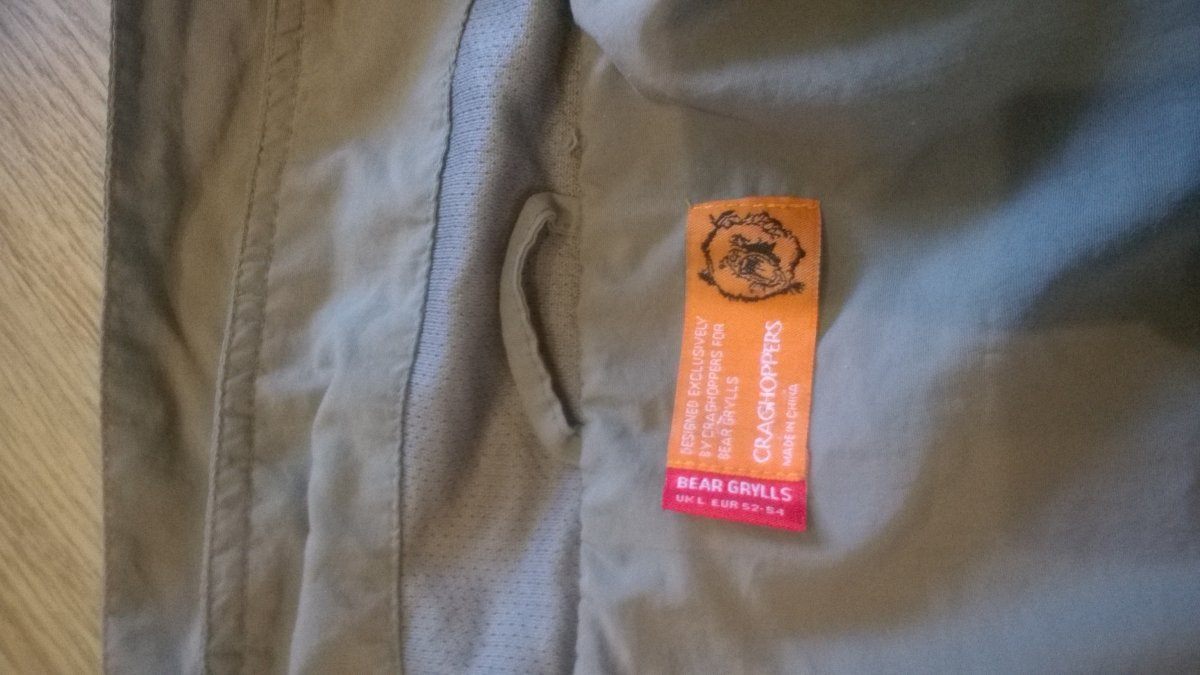 DESIGNED EXCLUSIVELY
BY CRAGHOPPERS FOR
BEAR GRYLLS
CRAGHOPPERS
MADE IN CHINA
BEAR GRYLLS
UK L EUR 52-54